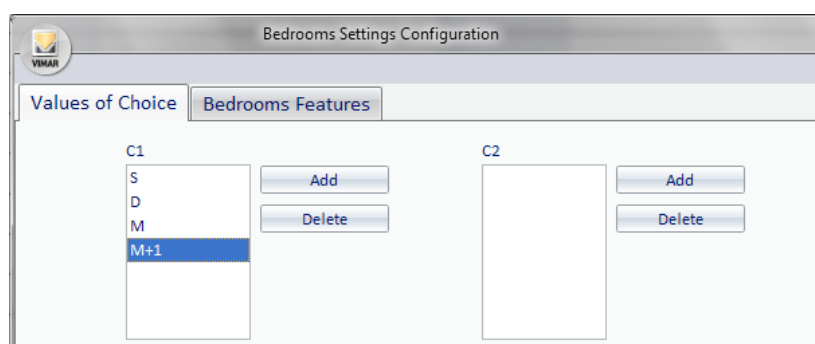 Bedrooms Settings Configuration
VIMAR
Values of Choice
Bedrooms Features
C1
C2
S
D
M
M+1
Add
Delete
Add
Delete